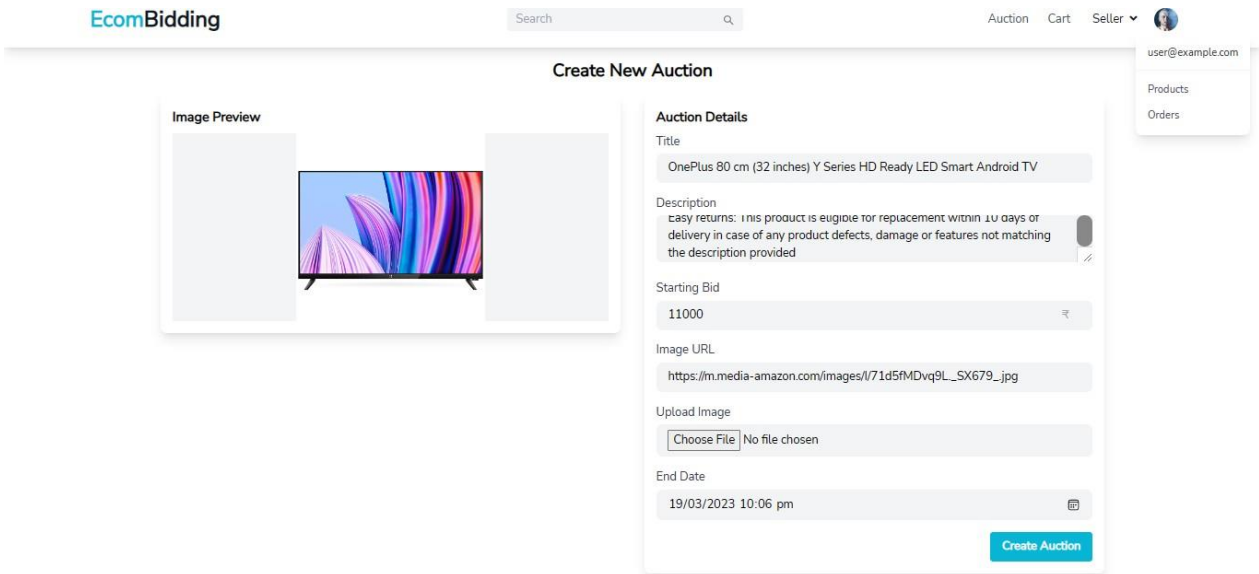 EcomBidding
Search
Auction Cart Seller
user@example.com
Products
Orders
Create New Auction
Image Preview
Auction Details
Title
OnePlus 80 cm (32 inches) Y Series HD Ready LED Smart Android TV
Description
Easy returns: This product is eligible for replacement within 10 days of
delivery in case of any product defects, damage or features not matching
the description provided
Starting Bid
11000 ₹
Image URL
https://m.media-amazon.com/images/I/71d5fMDvq9L._SX679_.jpg
Upload Image
Choose File No file chosen
End Date
19/03/2023 10:06 pm
Create Auction